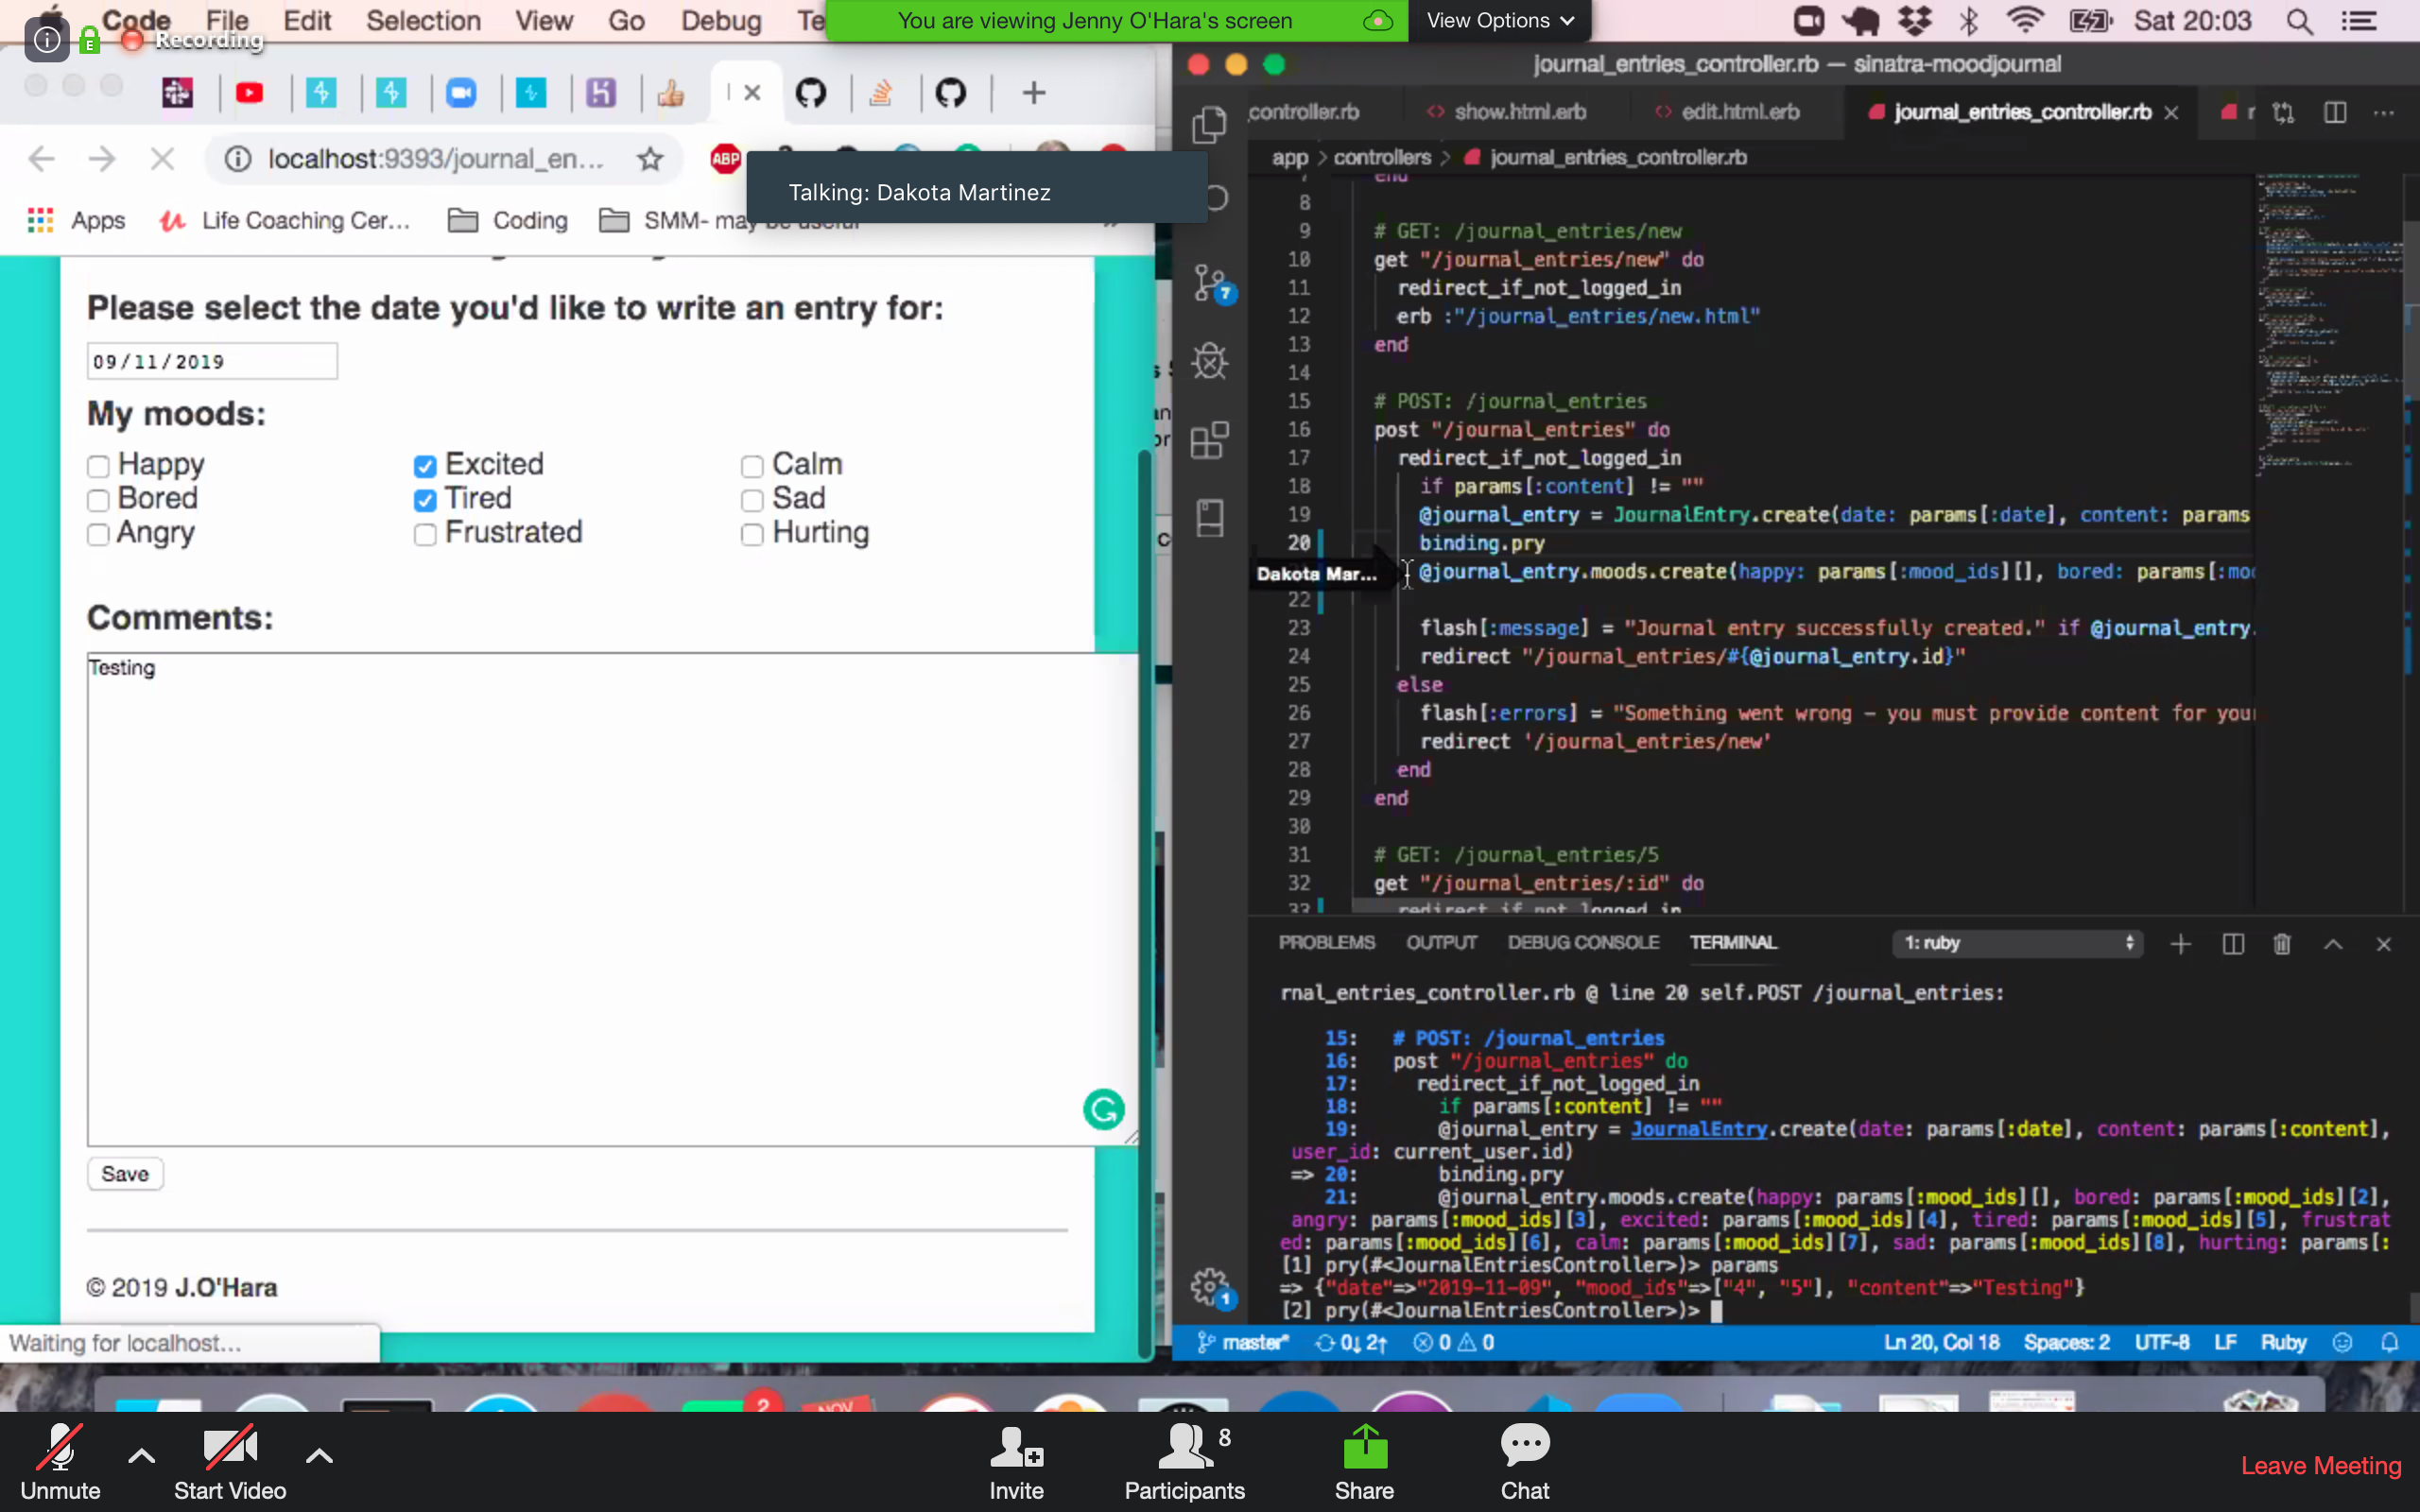 Code File Edit Selection View Go Debug Te
You are viewing Jenny O'Hara's screen
View Options
Sat 20:03
Recording
localhost:9393/journal_en...
ABP
Talking: Dakota Martinez
Apps
Life Coaching Cer...
Coding
SMM- may be useful
Please select the date you'd like to write an entry for:
09/11/2019
My moods:
Happy Excited Calm
Bored Tired Sad
Angry Frustrated Hurting
Comments:
Testing
Save
© 2019 J.O'Hara
Waiting for localhost...
journal_entries_controller.rb — sinatra-moodjournal
_controller.rb show.html.erb edit.html.erb journal_entries_controller.rb r
app > controllers > journal_entries_controller.rb
7
end
8
9 # GET: /journal_entries/new
10 get "/journal_entries/new" do
11 redirect_if_not_logged_in
12 erb :"/journal_entries/new.html"
13 end
14
15 # POST: /journal_entries
16 post "/journal_entries" do
17 redirect_if_not_logged_in
18 if params[:content] != ""
19 @journal_entry = JournalEntry.create(date: params[:date], content: params
20 binding.pry
Dakota Mar...
@journal_entry.moods.create(happy: params[:mood_ids][], bored: params[:moo
22
23 flash[:message] = "Journal entry successfully created." if @journal_entry.
24 redirect "/journal_entries/#{@journal_entry.id}"
25 else
26 flash[:errors] = "Something went wrong – you must provide content for your
27 redirect '/journal_entries/new'
28 end
29 end
30
31 # GET: /journal_entries/5
32 get "/journal_entries/:id" do
33 redirect_if_not_logged_in
7
1
PROBLEMS OUTPUT DEBUG CONSOLE TERMINAL 1: ruby
rnal_entries_controller.rb @ line 20 self.POST /journal_entries:
15: # POST: /journal_entries
16: post "/journal_entries" do
17: redirect_if_not_logged_in
18: if params[:content] != ""
19: @journal_entry = JournalEntry.create(date: params[:date], content: params[:content],
user_id: current_user.id)
=> 20: binding.pry
21: @journal_entry.moods.create(happy: params[:mood_ids][], bored: params[:mood_ids][2],
angry: params[:mood_ids][3], excited: params[:mood_ids][4], tired: params[:mood_ids][5], frustrat
ed: params[:mood_ids][6], calm: params[:mood_ids][7], sad: params[:mood_ids][8], hurting: params[:
[1] pry(#<JournalEntriesController>)> params
=> {"date"=>"2019-11-09", "mood_ids"=>["4", "5"], "content"=>"Testing"}
[2] pry(#<JournalEntriesController>)>
master* 0↓ 2↑ 0 0 Ln 20, Col 18 Spaces: 2 UTF-8 LF Ruby
2
NOV
Unmute
Start Video
Invite
8
Participants
Share
Chat
Leave Meeting